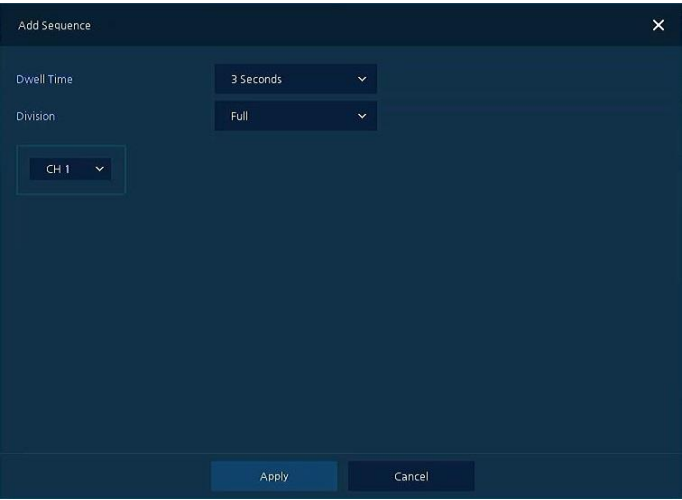 Add Sequence
Dwell Time 3 Seconds
Division Full
CH 1
Apply Cancel